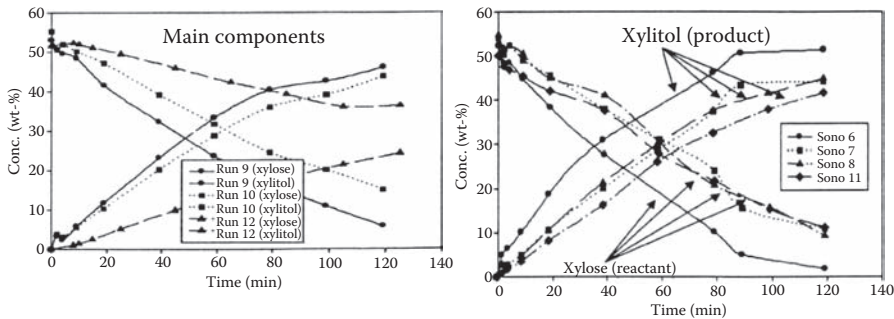 Main components
Conc. (wt-%)
60
50
40
30
20
10
0
Run 9 (xylose)
Run 9 (xylitol)
Run 10 (xylose)
Run 10 (xylitol)
Run 12 (xylose)
Run 12 (xylitol)
0 20 40 60 80 100 120 140
Time (min)
Xylitol (product)
Conc. (wt-%)
60
50
40
30
20
10
0
Sono 6
Sono 7
Sono 8
Sono 11
Xylose (reactant)
0 20 40 60 80 100 120 140
Time (min)